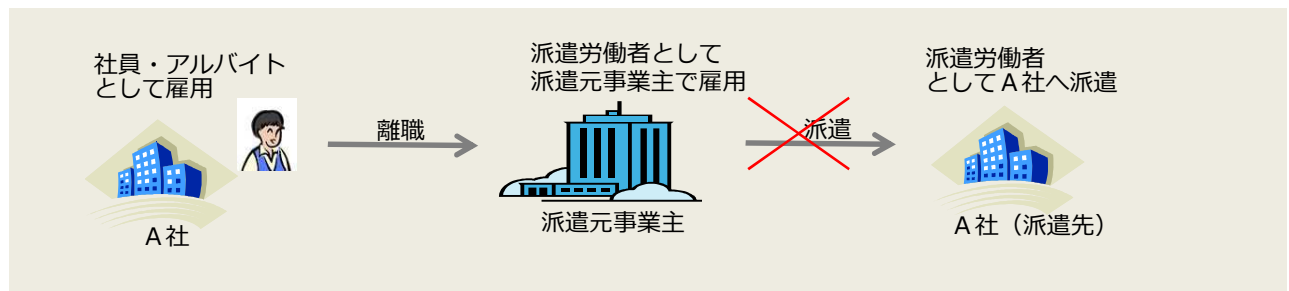 社員・アルバイト
として雇用
離職
A社
派遣労働者として
派遣元事業主で雇用
派遣
派遣元事業主
派遣労働者
としてA社へ派遣
A社（派遣先）